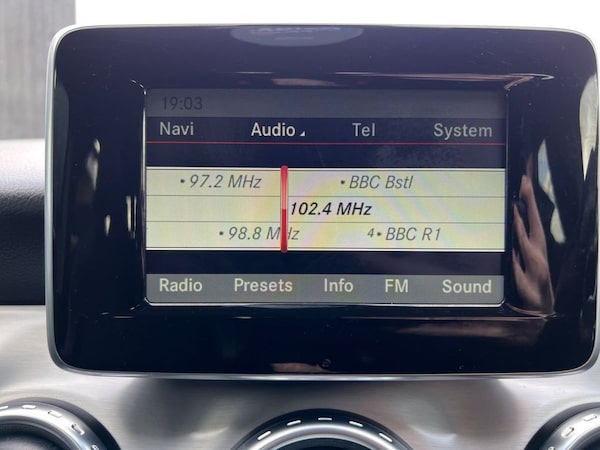 19:03
Navi Audio Tel System
• 97.2 MHz • BBC Bstl
102.4 MHz
• 98.8 MHz 4• BBC R1
Radio Presets Info FM Sound